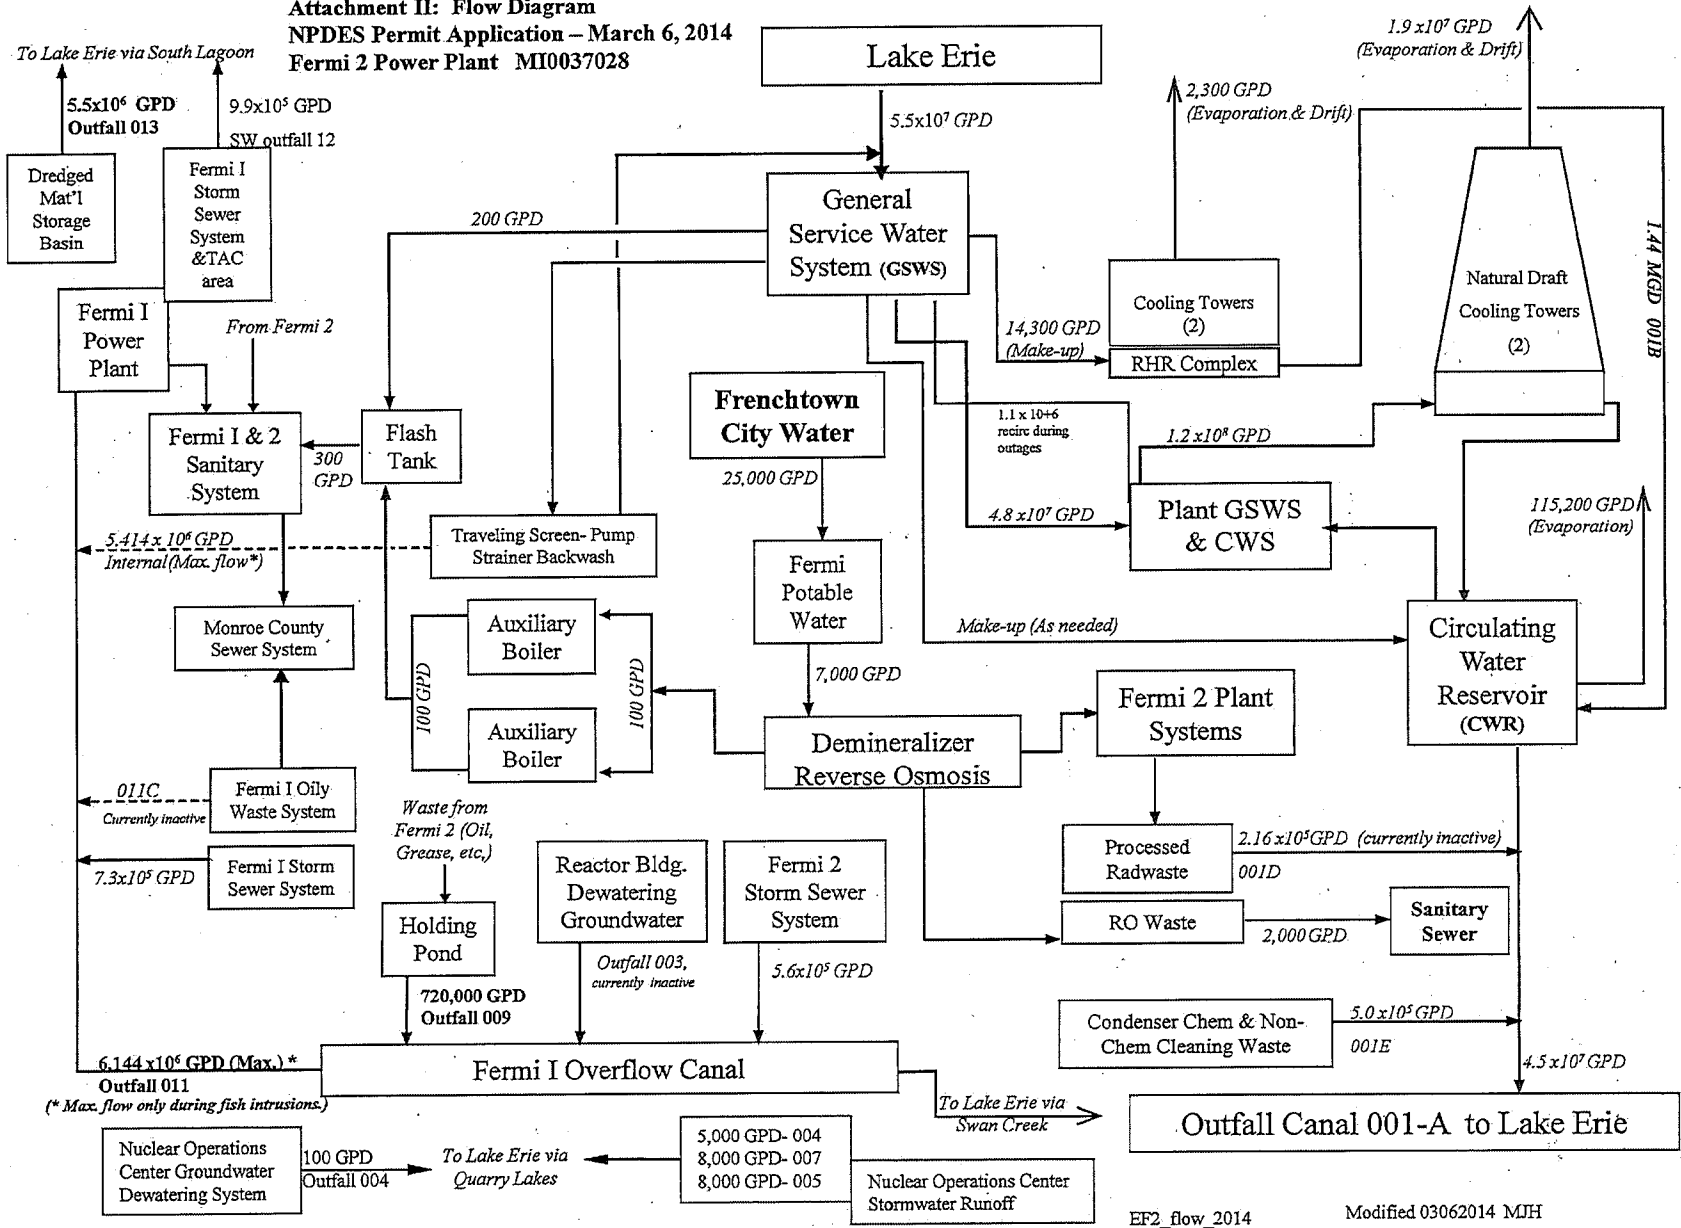 Attachment II: Flow Diagram
NPDES Permit Application – March 6, 2014
Fermi 2 Power Plant MI0037028
To Lake Erie via South Lagoon
5.5x10⁶ GPD
Outfall 013
9.9x10⁵ GPD
SW outfall 12
Dredged
Mat'l
Storage
Basin
Fermi I
Storm
Sewer
System
&TAC
area
Fermi I
Power
Plant
From Fermi 2
Lake Erie
5.5x10⁷ GPD
General
Service Water
System (GSWS)
200 GPD
2,300 GPD
(Evaporation & Drift)
1.9x10⁷ GPD
(Evaporation & Drift)
Cooling Towers
(2)
RHR Complex
14,300 GPD
(Make-up)
Natural Draft
Cooling Towers
(2)
1.44 MGD 001B
Fermi I & 2
Sanitary
System
Flash
Tank
300
GPD
Frenchtown
City Water
25,000 GPD
1.1 x 10+6
recirc during
outages
1.2 x10⁸ GPD
4.8 x10⁷ GPD
Plant GSWS
& CWS
115,200 GPD
(Evaporation)
Traveling Screen- Pump
Strainer Backwash
5.414 x 10⁶ GPD
Internal(Max. flow*)
Fermi
Potable
Water
7,000 GPD
Make-up (As needed)
Circulating
Water
Reservoir
(CWR)
Monroe County
Sewer System
Auxiliary
Boiler
100 GPD
100 GPD
Auxiliary
Boiler
Demineralizer
Reverse Osmosis
Fermi 2 Plant
Systems
011C
Currently inactive
Fermi I Oily
Waste System
7.3x10⁵ GPD
Fermi I Storm
Sewer System
Waste from
Fermi 2 (Oil,
Grease, etc,)
Holding
Pond
720,000 GPD
Outfall 009
Reactor Bldg.
Dewatering
Groundwater
Outfall 003,
currently inactive
Fermi 2
Storm Sewer
System
5.6x10⁵ GPD
Processed
Radwaste
2.16 x10⁵GPD (currently inactive)
001D
RO Waste
2,000 GPD
Sanitary
Sewer
Condenser Chem & Non-
Chem Cleaning Waste
5.0 x10⁵ GPD
001E
4.5 x10⁷ GPD
6.144 x10⁶ GPD (Max.) *
Outfall 011
(* Max. flow only during fish intrusions.)
Fermi I Overflow Canal
To Lake Erie via
Swan Creek
Outfall Canal 001-A to Lake Erie
Nuclear Operations
Center Groundwater
Dewatering System
100 GPD
Outfall 004
To Lake Erie via
Quarry Lakes
5,000 GPD- 004
8,000 GPD- 007
8,000 GPD- 005
Nuclear Operations Center
Stormwater Runoff
EF2_flow_2014
Modified 03062014 MJH